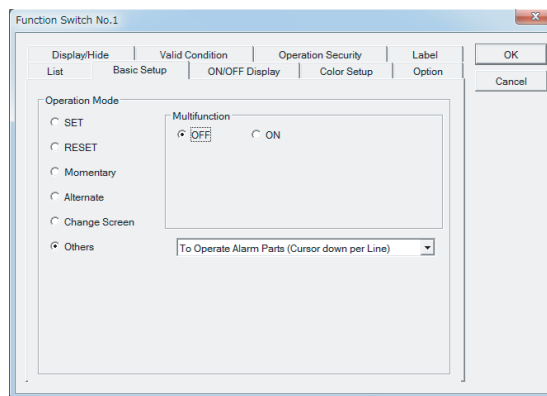 Function Switch No.1
Display/Hide Valid Condition Operation Security Label
List Basic Setup ON/OFF Display Color Setup Option
OK
Cancel
Operation Mode
SET
RESET
Momentary
Alternate
Change Screen
Others
Multifunction
OFF ON
To Operate Alarm Parts (Cursor down per Line)